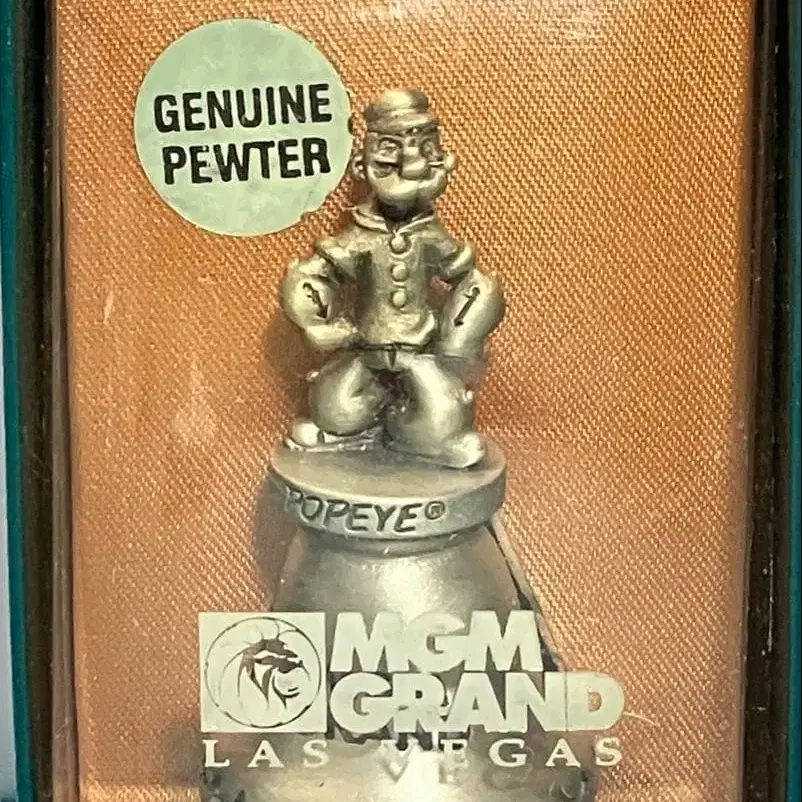 GENUINE
PEWTER
POPEYE®
MGM
GRAND
LAS VEGAS